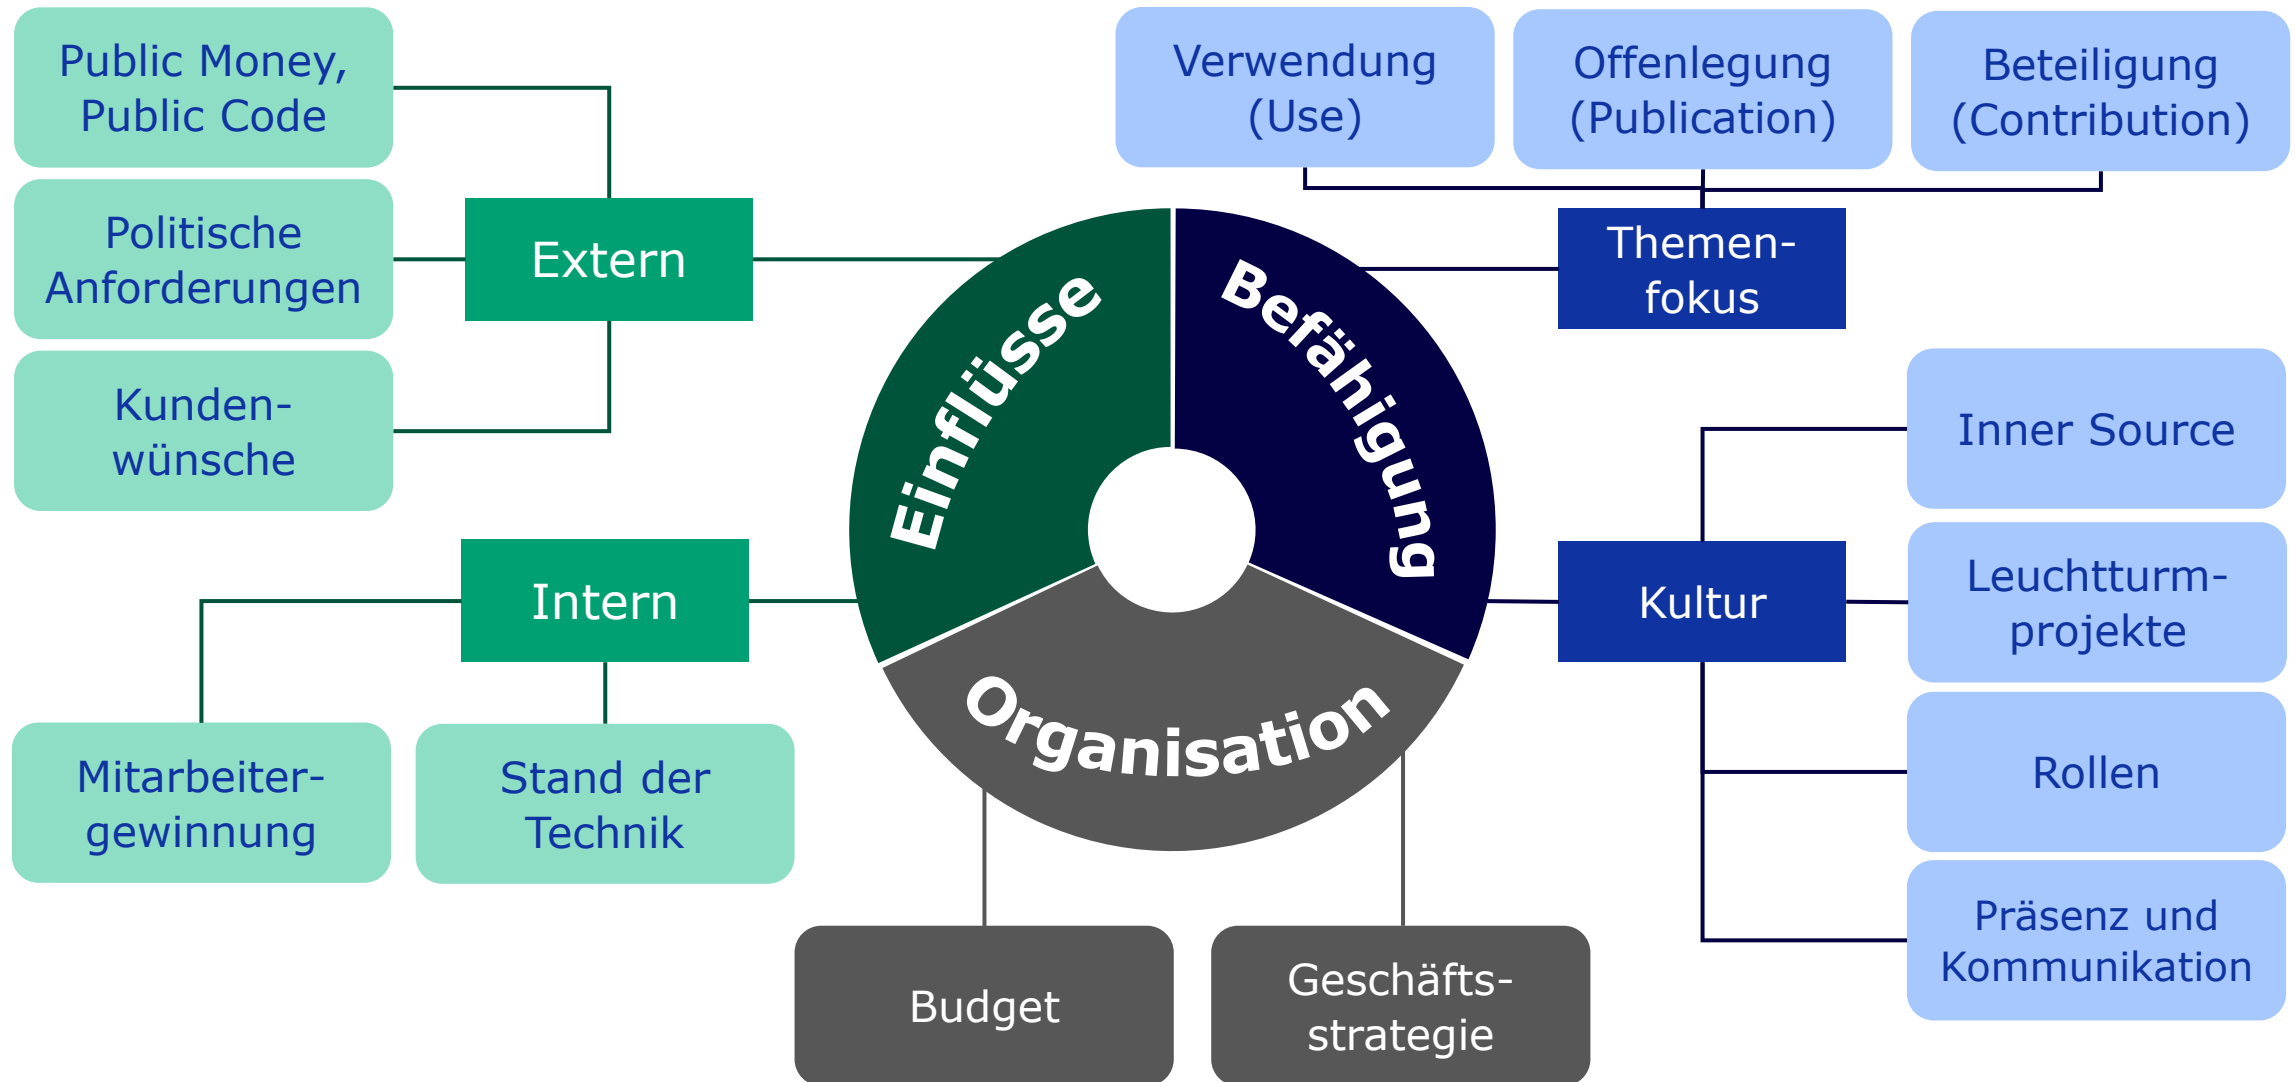 Public Money,
Public Code
Politische
Anforderungen
Kunden-
wünsche
Extern
Intern
Mitarbeiter-
gewinnung
Stand der
Technik
Einflüsse
Befähigung
Organisation
Budget
Geschäfts-
strategie
Verwendung
(Use)
Offenlegung
(Publication)
Beteiligung
(Contribution)
Themen-
fokus
Kultur
Inner Source
Leuchtturm-
projekte
Rollen
Präsenz und
Kommunikation